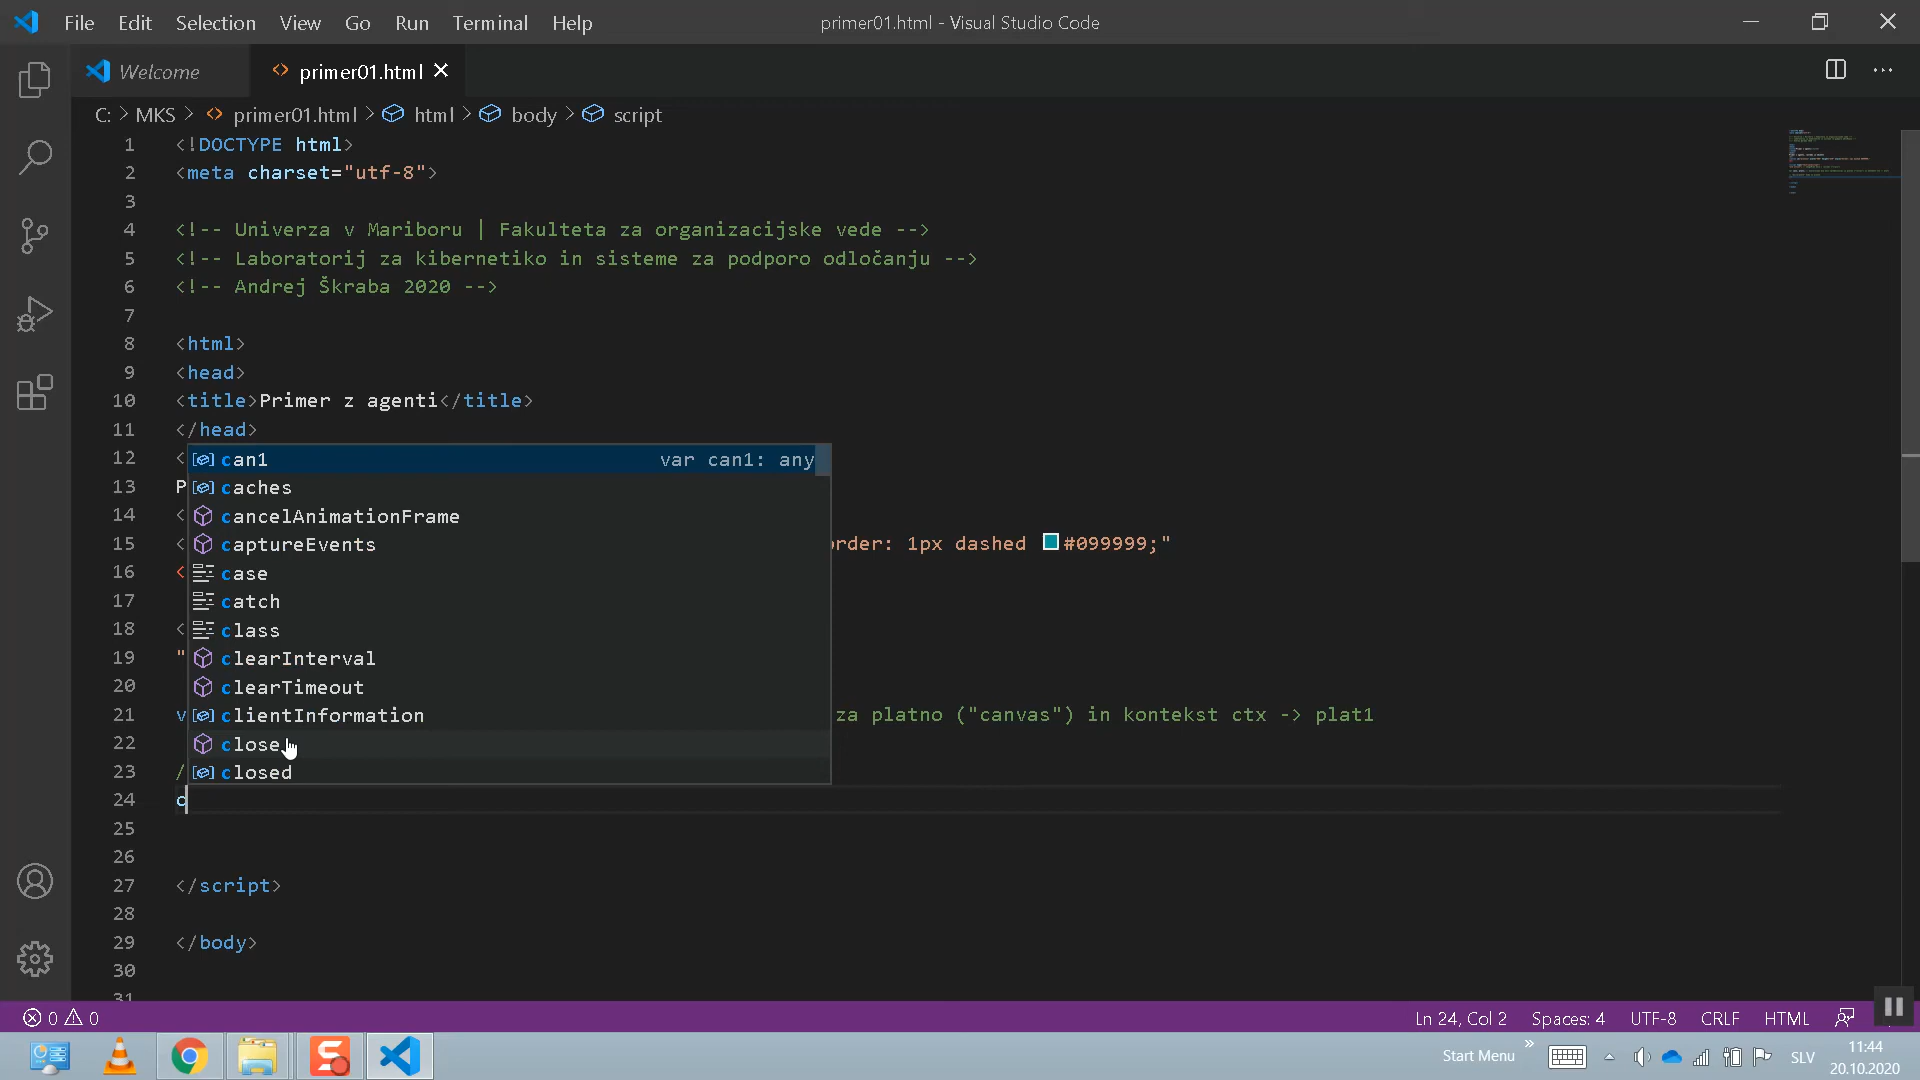 File Edit Selection View Go Run Terminal Help
primer01.html - Visual Studio Code
Welcome
primer01.html
C: > MKS > primer01.html > html > body > script
1 <!DOCTYPE html>
2 <meta charset="utf-8">
3
4 <!-- Univerza v Mariboru | Fakulteta za organizacijske vede -->
5 <!-- Laboratorij za kibernetiko in sisteme za podporo odločanju -->
6 <!-- Andrej Škraba 2020 -->
7
8 <html>
9 <head>
10 <title>Primer z agenti</title>
11 </head>
12 <
can1 var can1: any
13 P
caches
14 <
cancelAnimationFrame
15 <
captureEvents
rder: 1px dashed #099999;"
16 <
case
17
catch
18 <
class
19 "
clearInterval
20
clearTimeout
21 v
clientInformation
za platno ("canvas") in kontekst ctx -> plat1
22
close
23 /
closed
24 c
25
26
27 </script>
28
29 </body>
30
31
0 0
Ln 24, Col 2 Spaces: 4 UTF-8 CRLF HTML
Start Menu »
SLV
11:44
20.10.2020